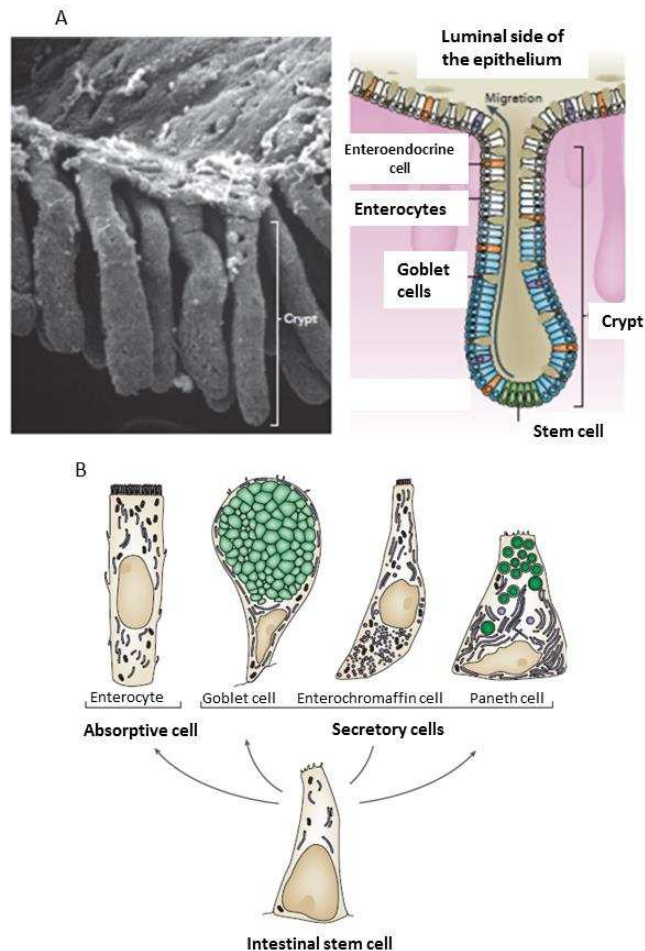 A
Crypt
Luminal side of
the epithelium
Migration
Enteroendocrine
cell
Enterocytes
Goblet
cells
Crypt
Stem cell
B
Enterocyte
Goblet cell
Enterochromaffin cell
Paneth cell
Absorptive cell
Secretory cells
Intestinal stem cell